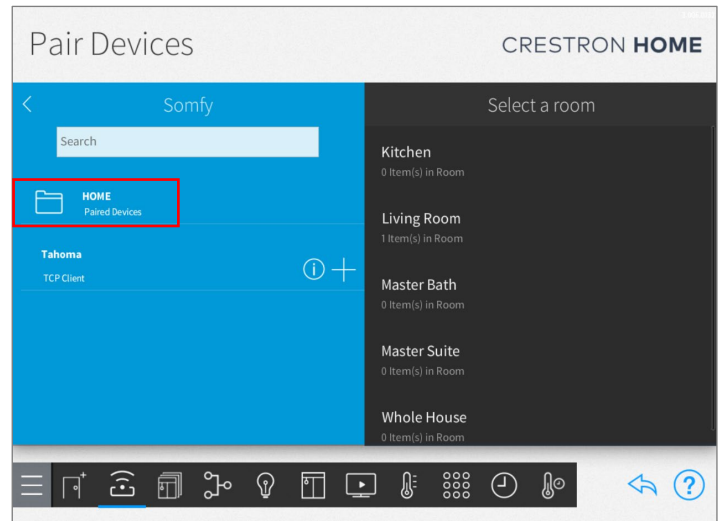 Pair Devices
CRESTRON HOME
Somfy
Select a room
Search
HOME
Paired Devices
Tahoma
TCP Client
Kitchen
0 Item(s) in Room
Living Room
1 Item(s) in Room
Master Bath
0 Item(s) in Room
Master Suite
0 Item(s) in Room
Whole House
0 Item(s) in Room